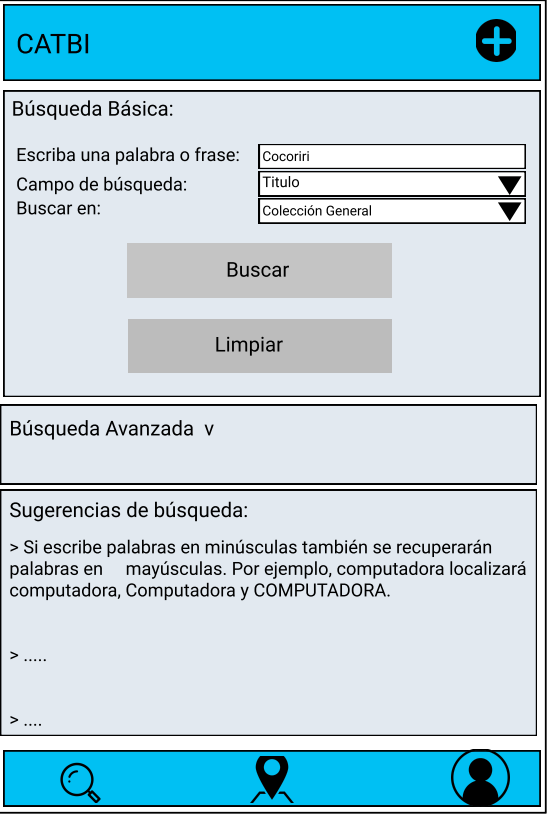 CATBI
Búsqueda Básica:
Escriba una palabra o frase: Cocoriri
Campo de búsqueda: Titulo
Buscar en: Colección General
Buscar
Limpiar
Búsqueda Avanzada v
Sugerencias de búsqueda:
> Si escribe palabras en minúsculas también se recuperarán
palabras en mayúsculas. Por ejemplo, computadora localizará
computadora, Computadora y COMPUTADORA.
> .....
> ....